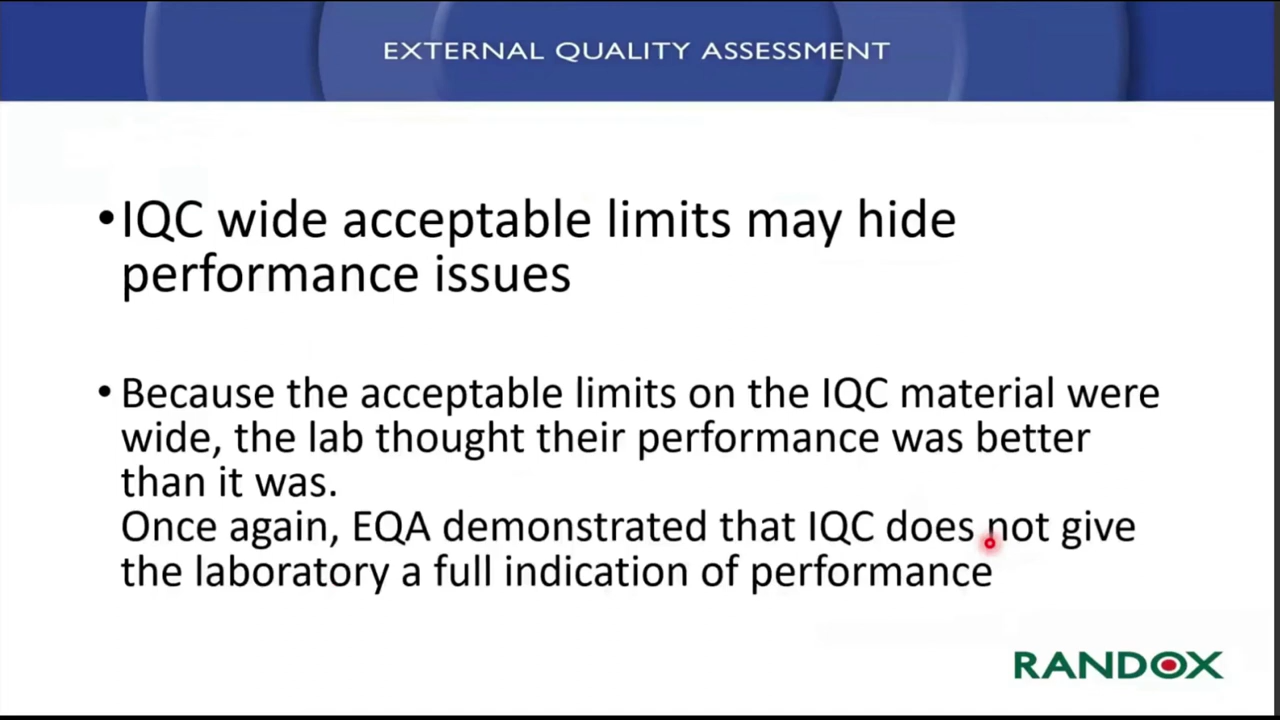 EXTERNAL QUALITY ASSESSMENT
•IQC wide acceptable limits may hide
performance issues
• Because the acceptable limits on the IQC material were
wide, the lab thought their performance was better
than it was.
Once again, EQA demonstrated that IQC does not give
the laboratory a full indication of performance
RANDOX